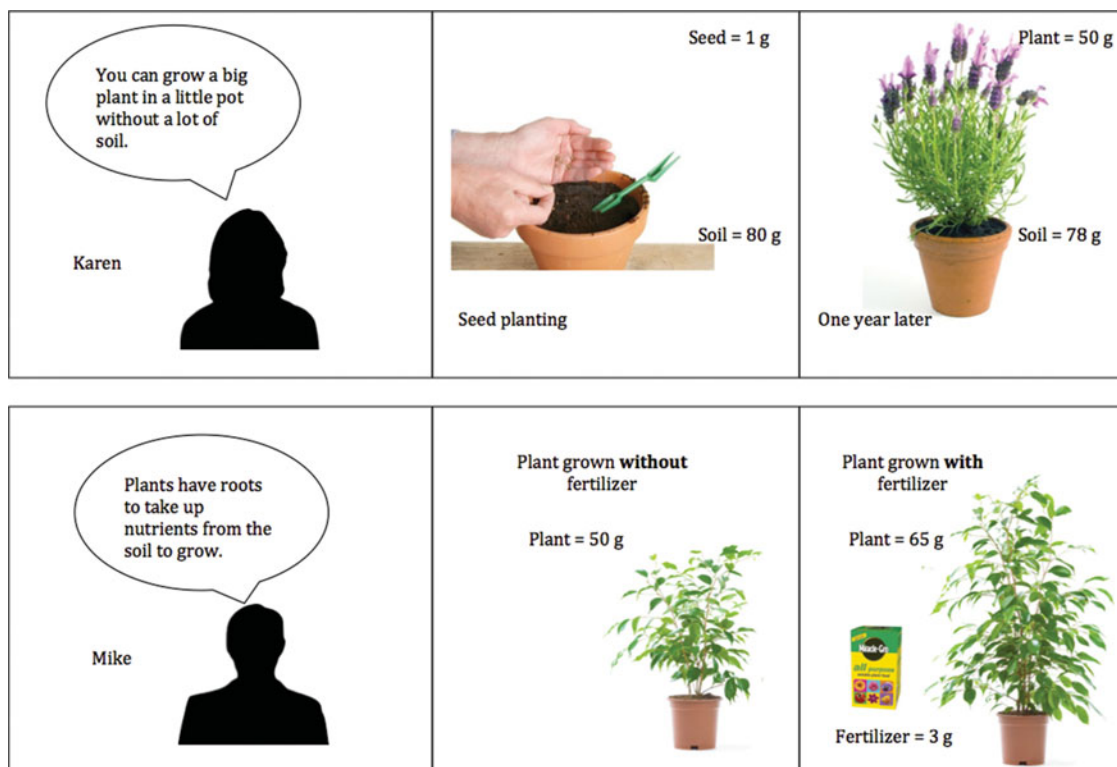 You can grow a big
plant in a little pot
without a lot of
soil.
Karen
Seed = 1 g
Soil = 80 g
Seed planting
Plant = 50 g
Soil = 78 g
One year later
Plants have roots
to take up
nutrients from the
soil to grow.
Mike
Plant grown without
fertilizer
Plant = 50 g
Plant grown with
fertilizer
Plant = 65 g
Miracle-Gro
all purpose
Fertilizer = 3 g